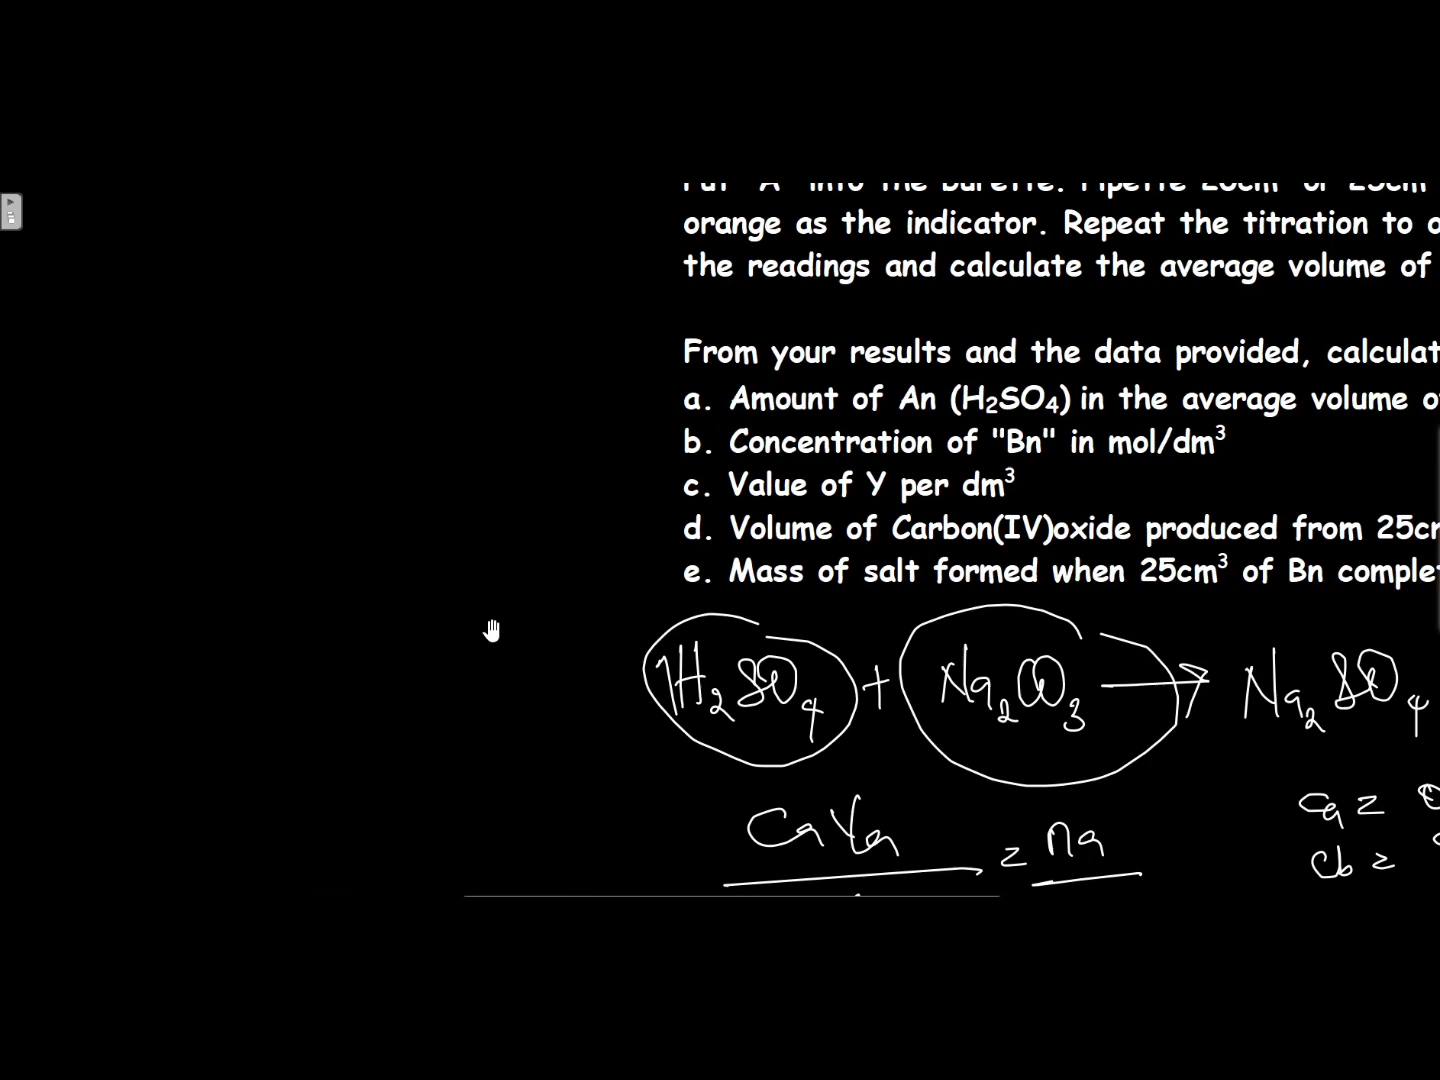 orange as the indicator. Repeat the titration to
the readings and calculate the average volume of
From your results and the data provided, calculat
a. Amount of An (H₂SO₄) in the average volume o
b. Concentration of "Bn" in mol/dm³
c. Value of Y per dm³
d. Volume of Carbon(IV)oxide produced from 25c
e. Mass of salt formed when 25cm³ of Bn comple
1H₂SO₄ + Na₂CO₃ → Na₂SO₄
Ca =
CaVa = na
Cb =